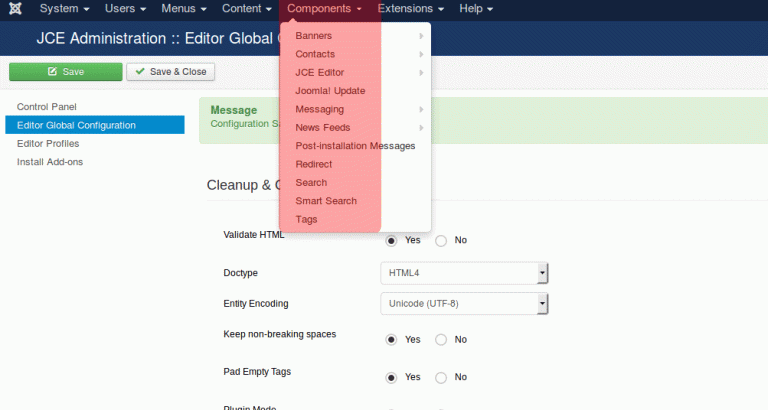 System Users Menus Content Components Extensions Help
JCE Administration :: Editor Global C
Banners
Contacts
JCE Editor
Joomla! Update
Messaging
News Feeds
Post-installation Messages
Redirect
Search
Smart Search
Tags
Save Save & Close
Control Panel
Editor Global Configuration
Editor Profiles
Install Add-ons
Message
Configuration Sa
Cleanup &
Validate HTML Yes No
Doctype HTML4
Entity Encoding Unicode (UTF-8)
Keep non-breaking spaces Yes No
Pad Empty Tags Yes No
Plugin Mode